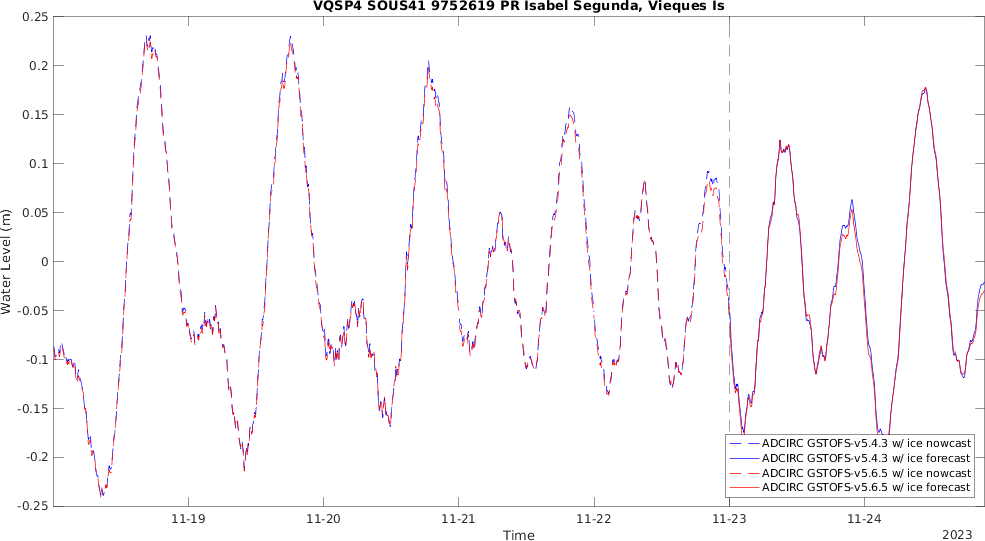 VQSP4 SOUS41 9752619 PR Isabel Segunda, Vieques Is
0.25
0.2
0.15
0.1
0.05
0
-0.05
-0.1
-0.15
-0.2
-0.25
Water Level (m)
ADCIRC GSTOFS-v5.4.3 w/ ice nowcast
ADCIRC GSTOFS-v5.4.3 w/ ice forecast
ADCIRC GSTOFS-v5.6.5 w/ ice nowcast
ADCIRC GSTOFS-v5.6.5 w/ ice forecast
11-19 11-20 11-21 11-22 11-23 11-24
Time
2023